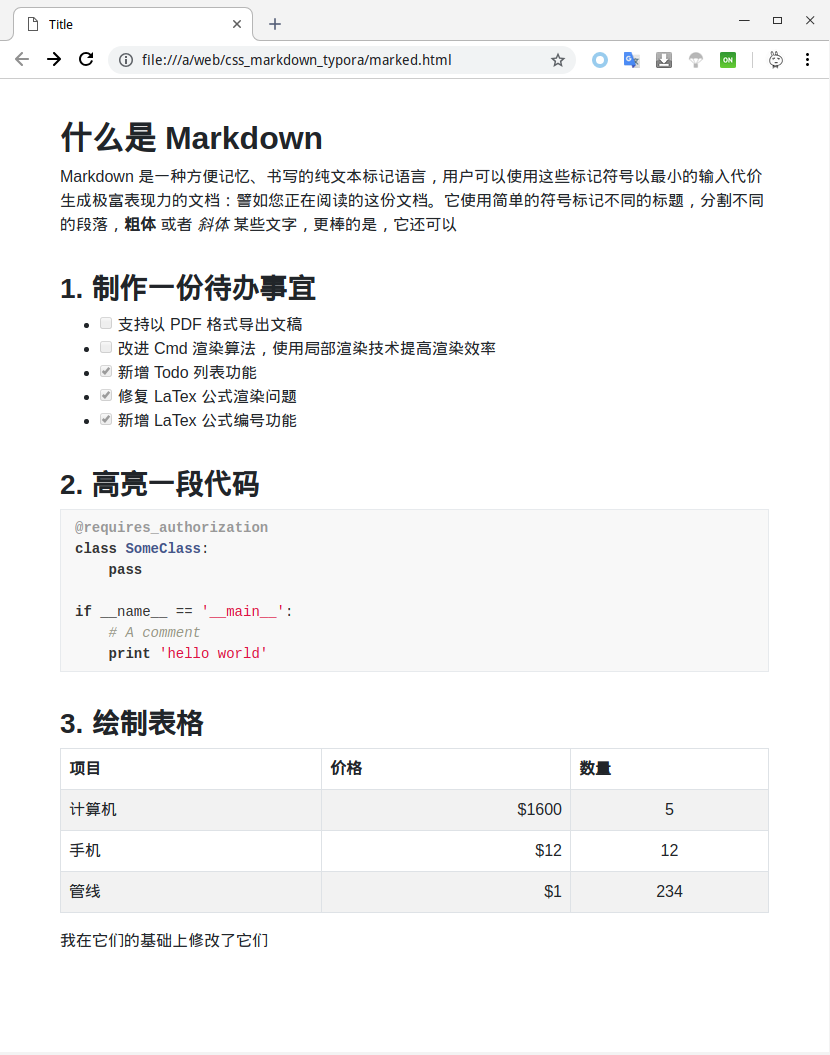 Title
file:///a/web/css_markdown_typora/marked.html
ON
什么是 Markdown
Markdown 是一种方便记忆、书写的纯文本标记语言，用户可以使用这些标记符号以最小的输入代价
生成极富表现力的文档：譬如您正在阅读的这份文档。它使用简单的符号标记不同的标题，分割不同
的段落，粗体 或者 斜体 某些文字，更棒的是，它还可以
1. 制作一份待办事宜
支持以 PDF 格式导出文稿
改进 Cmd 渲染算法，使用局部渲染技术提高渲染效率
新增 Todo 列表功能
修复 LaTex 公式渲染问题
新增 LaTex 公式编号功能
2. 高亮一段代码
@requires_authorization
class SomeClass:
    pass
if __name__ == '__main__':
    # A comment
    print 'hello world'
3. 绘制表格
项目 价格 数量
计算机 $1600 5
手机 $12 12
管线 $1 234
我在它们的基础上修改了它们